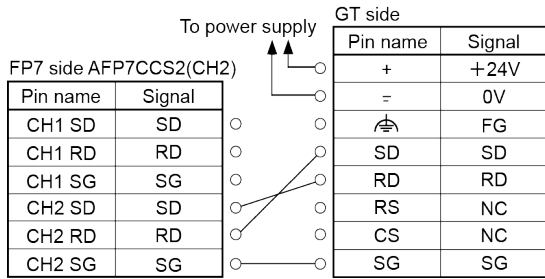 To power supply
GT side
Pin name Signal
+ +24V
= 0V
FG
SD SD
RD RD
RS NC
CS NC
SG SG
FP7 side AFP7CCS2(CH2)
Pin name Signal
CH1 SD SD
CH1 RD RD
CH1 SG SG
CH2 SD SD
CH2 RD RD
CH2 SG SG